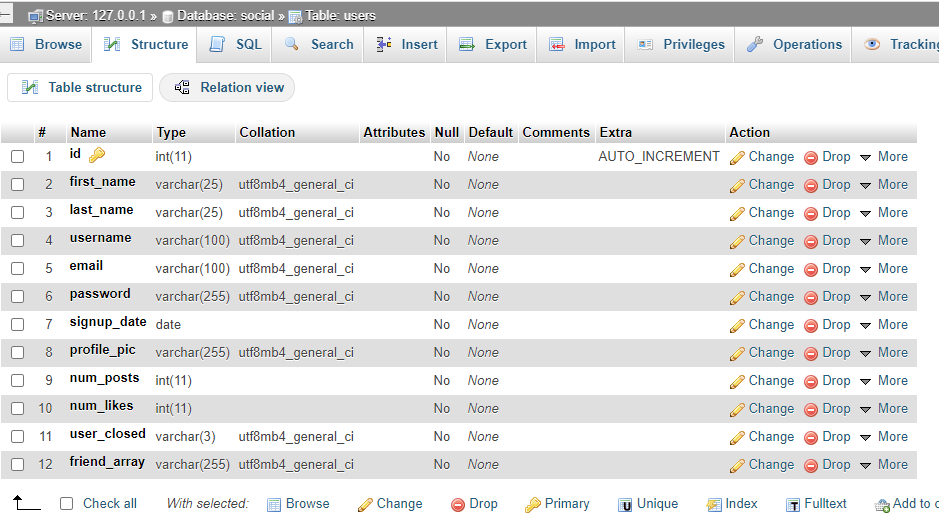 Server: 127.0.0.1 » Database: social » Table: users
Browse Structure SQL Search Insert Export Import Privileges Operations Tracking
Table structure Relation view
# Name Type Collation Attributes Null Default Comments Extra Action
1 id int(11) No None AUTO_INCREMENT Change Drop More
2 first_name varchar(25) utf8mb4_general_ci No None Change Drop More
3 last_name varchar(25) utf8mb4_general_ci No None Change Drop More
4 username varchar(100) utf8mb4_general_ci No None Change Drop More
5 email varchar(100) utf8mb4_general_ci No None Change Drop More
6 password varchar(255) utf8mb4_general_ci No None Change Drop More
7 signup_date date No None Change Drop More
8 profile_pic varchar(255) utf8mb4_general_ci No None Change Drop More
9 num_posts int(11) No None Change Drop More
10 num_likes int(11) No None Change Drop More
11 user_closed varchar(3) utf8mb4_general_ci No None Change Drop More
12 friend_array varchar(255) utf8mb4_general_ci No None Change Drop More
Check all With selected: Browse Change Drop Primary Unique Index Fulltext Add to c